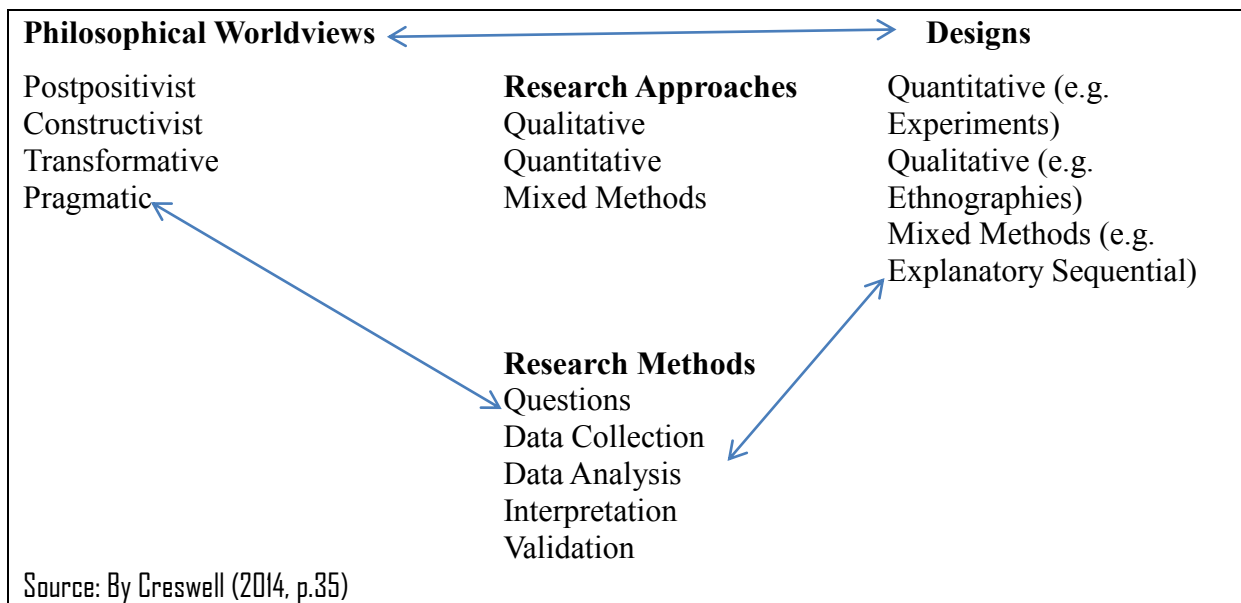 Philosophical Worldviews
Postpositivist
Constructivist
Transformative
Pragmatic
Research Approaches
Qualitative
Quantitative
Mixed Methods
Designs
Quantitative (e.g.
Experiments)
Qualitative (e.g.
Ethnographies)
Mixed Methods (e.g.
Explanatory Sequential)
Research Methods
Questions
Data Collection
Data Analysis
Interpretation
Validation
Source: By Creswell (2014, p.35)